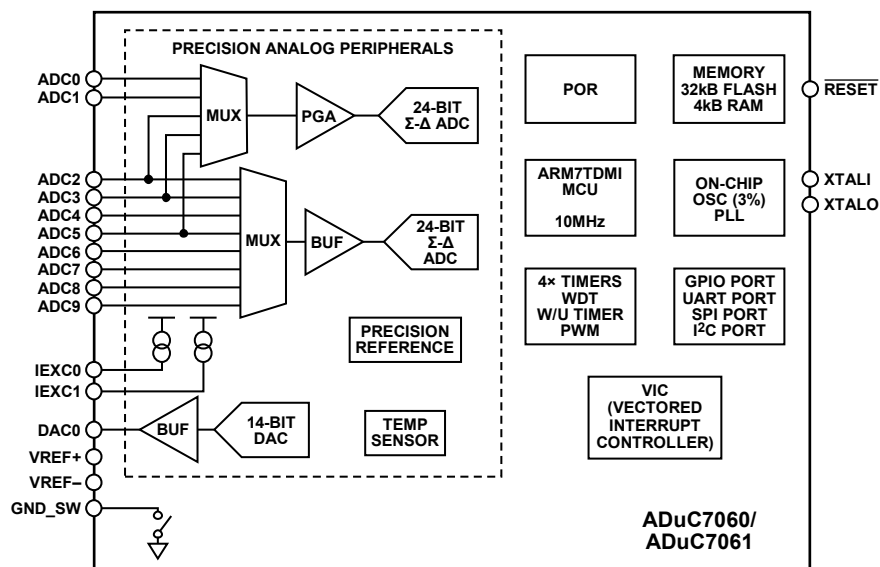 PRECISION ANALOG PERIPHERALS
ADC0
ADC1
MUX
PGA
24-BIT
Σ-Δ ADC
ADC2
ADC3
ADC4
ADC5
ADC6
ADC7
ADC8
ADC9
MUX
BUF
24-BIT
Σ-Δ
ADC
PRECISION
REFERENCE
IEXC0
IEXC1
DAC0
BUF
14-BIT
DAC
TEMP
SENSOR
VREF+
VREF–
GND_SW
POR
MEMORY
32kB FLASH
4kB RAM
RESET
ARM7TDMI
MCU
10MHz
ON-CHIP
OSC (3%)
PLL
XTALI
XTALO
4× TIMERS
WDT
W/U TIMER
PWM
GPIO PORT
UART PORT
SPI PORT
I²C PORT
VIC
(VECTORED
INTERRUPT
CONTROLLER)
ADuC7060/
ADuC7061